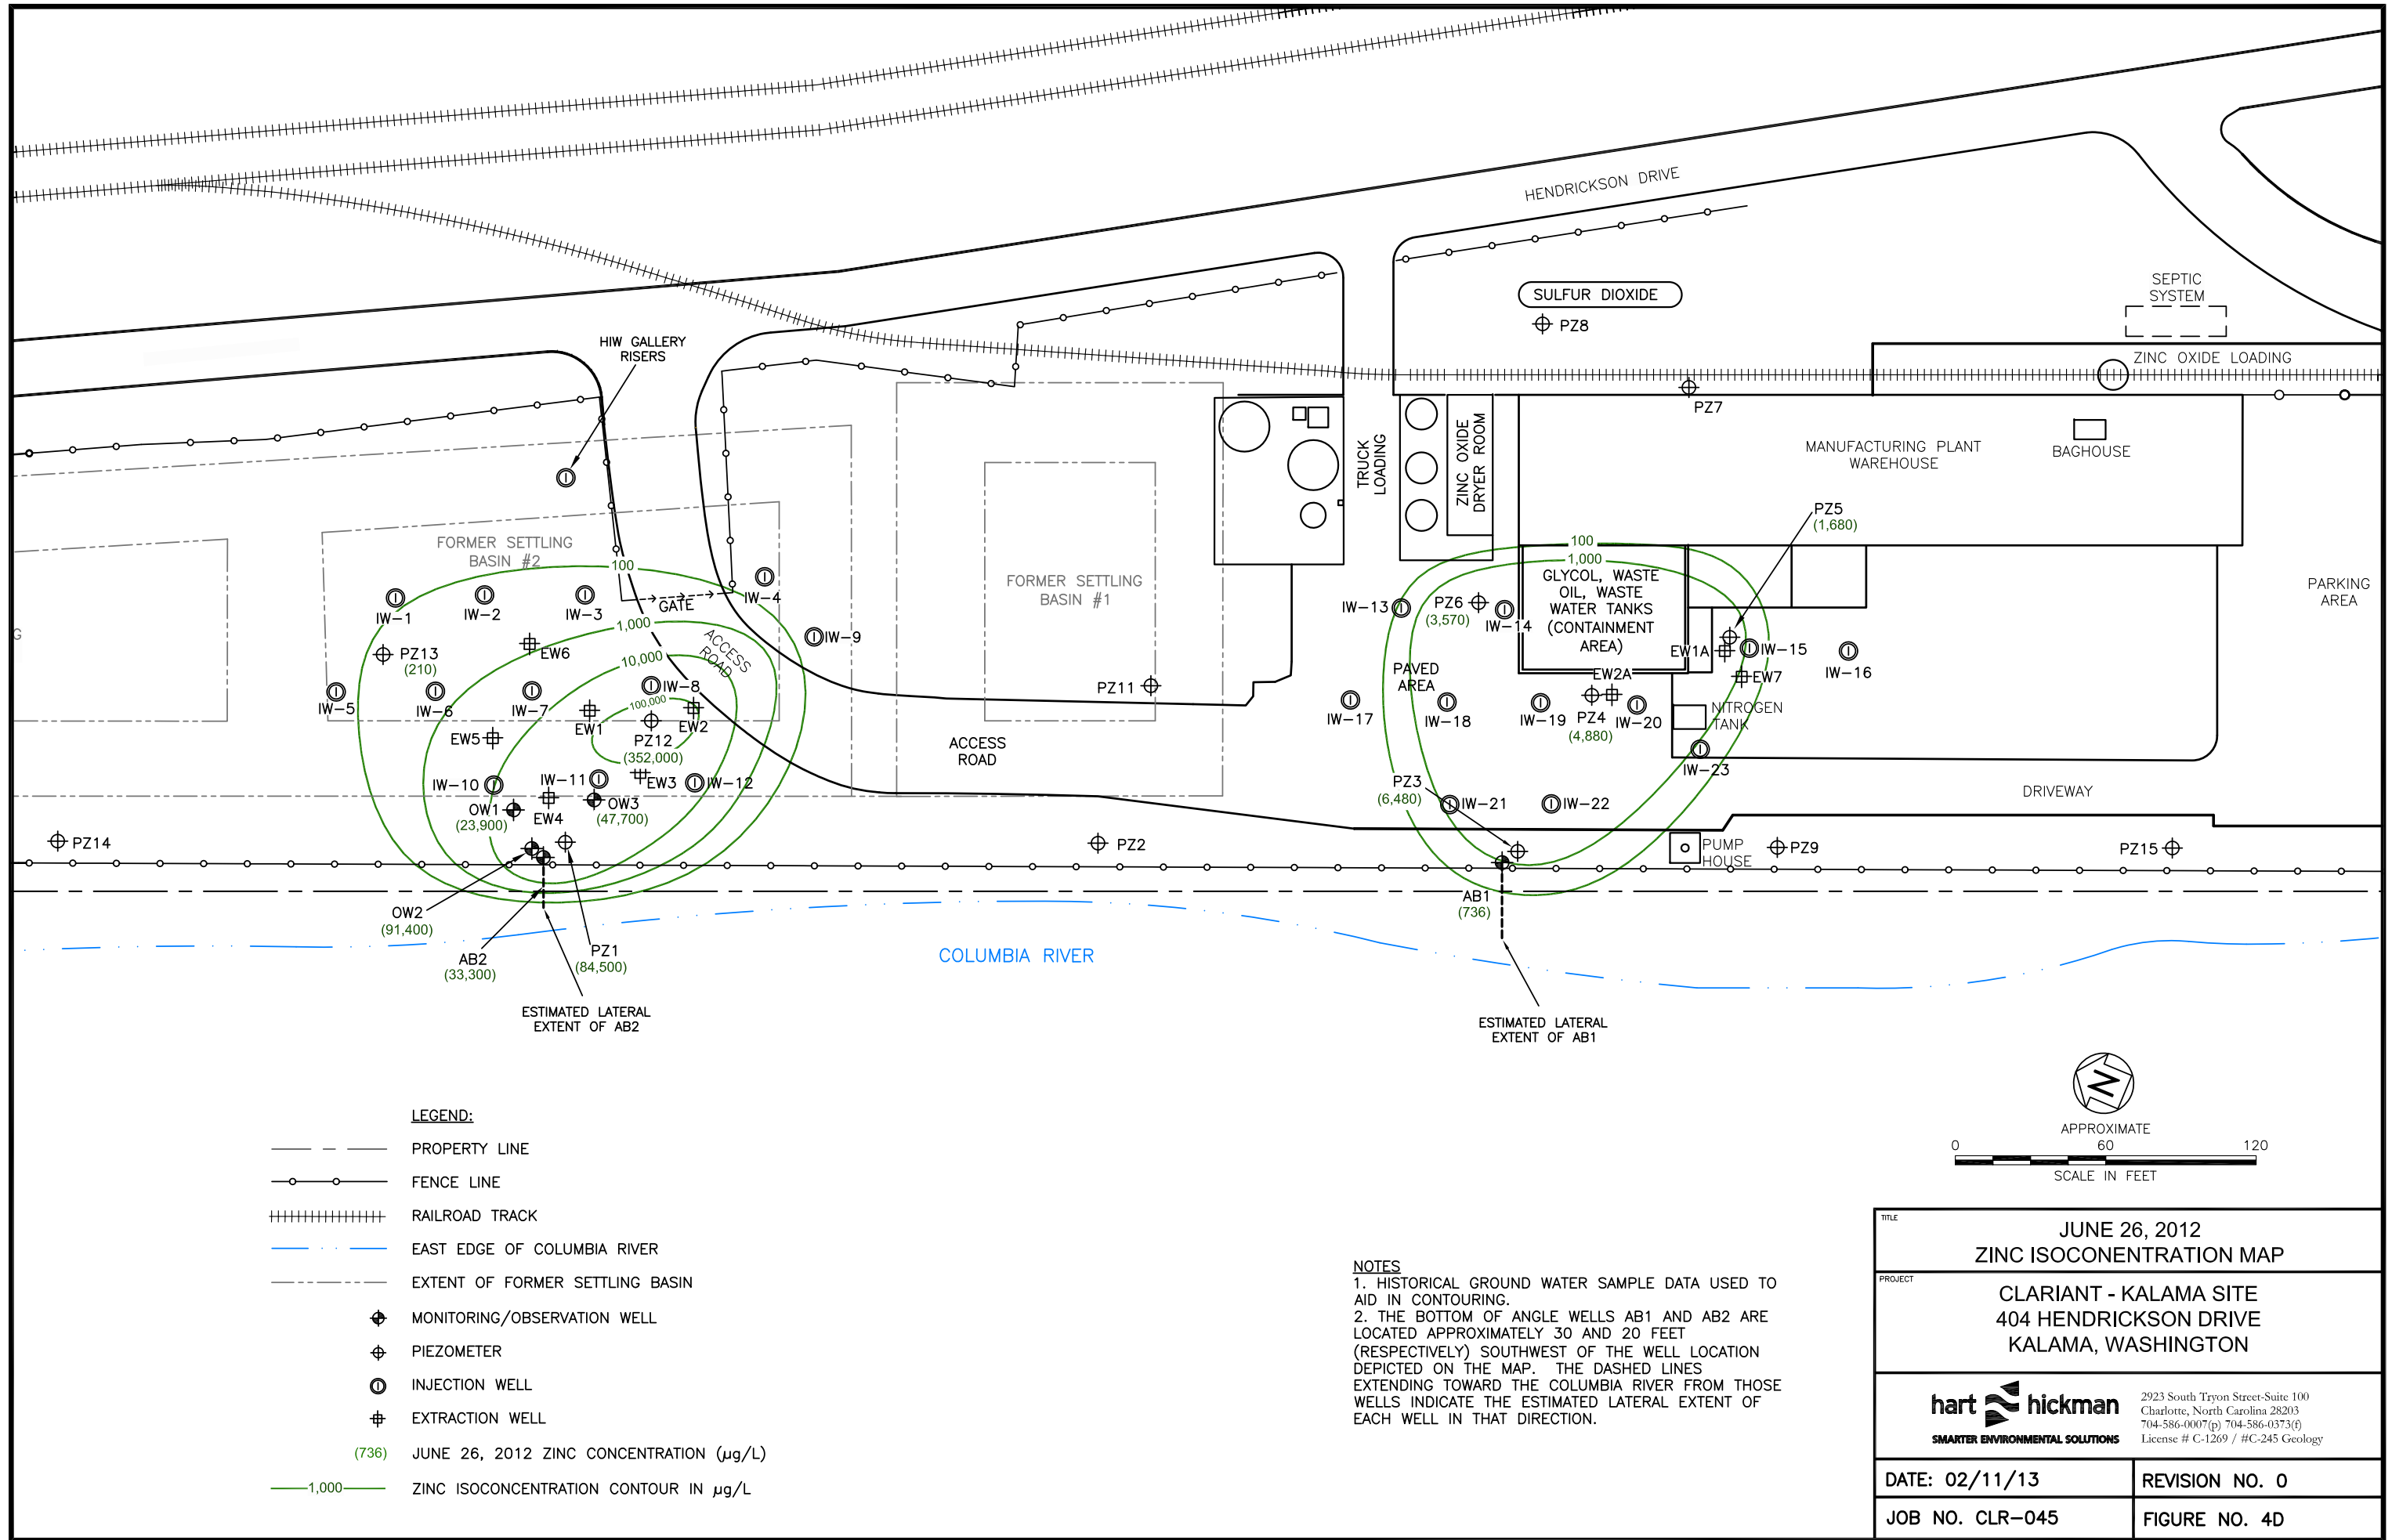 HENDRICKSON DRIVE
SEPTIC
SYSTEM
SULFUR DIOXIDE
PZ8
HIW GALLERY
RISERS
ZINC OXIDE LOADING
PZ7
TRUCK
LOADING
ZINC OXIDE
DRYER ROOM
MANUFACTURING PLANT
WAREHOUSE
BAGHOUSE
PZ5
(1,680)
FORMER SETTLING
BASIN #2
100
100
1,000
FORMER SETTLING
BASIN #1
GLYCOL, WASTE
OIL, WASTE
WATER TANKS
(CONTAINMENT
AREA)
PARKING
AREA
IW-1
IW-2
IW-3
GATE
IW-4
IW-13
PZ6
(3,570)
IW-14
G
1,000
ACCESS
ROAD
IW-9
EW6
PZ13
(210)
10,000
EW1A
IW-15
IW-16
PAVED
AREA
EW2A
EW7
IW-5
IW-6
IW-7
IW-8
100,000
PZ11
IW-17
IW-18
IW-19
PZ4
(4,880)
IW-20
NITROGEN
TANK
EW5
EW1
EW2
PZ12
(352,000)
ACCESS
ROAD
IW-23
IW-10
IW-11
EW3
IW-12
PZ3
(6,480)
IW-21
IW-22
DRIVEWAY
OW1
(23,900)
EW4
OW3
(47,700)
PZ14
PZ2
PUMP
HOUSE
PZ9
PZ15
OW2
(91,400)
AB1
(736)
AB2
(33,300)
PZ1
(84,500)
COLUMBIA RIVER
ESTIMATED LATERAL
EXTENT OF AB2
ESTIMATED LATERAL
EXTENT OF AB1
N
APPROXIMATE
0 60 120
SCALE IN FEET
LEGEND:
PROPERTY LINE
FENCE LINE
RAILROAD TRACK
EAST EDGE OF COLUMBIA RIVER
EXTENT OF FORMER SETTLING BASIN
MONITORING/OBSERVATION WELL
PIEZOMETER
INJECTION WELL
EXTRACTION WELL
(736) JUNE 26, 2012 ZINC CONCENTRATION (µg/L)
1,000 ZINC ISOCONCENTRATION CONTOUR IN µg/L
NOTES
1. HISTORICAL GROUND WATER SAMPLE DATA USED TO
AID IN CONTOURING.
2. THE BOTTOM OF ANGLE WELLS AB1 AND AB2 ARE
LOCATED APPROXIMATELY 30 AND 20 FEET
(RESPECTIVELY) SOUTHWEST OF THE WELL LOCATION
DEPICTED ON THE MAP. THE DASHED LINES
EXTENDING TOWARD THE COLUMBIA RIVER FROM THOSE
WELLS INDICATE THE ESTIMATED LATERAL EXTENT OF
EACH WELL IN THAT DIRECTION.
TITLE
JUNE 26, 2012
ZINC ISOCONENTRATION MAP
PROJECT
CLARIANT - KALAMA SITE
404 HENDRICKSON DRIVE
KALAMA, WASHINGTON
hart hickman
SMARTER ENVIRONMENTAL SOLUTIONS
2923 South Tryon Street-Suite 100
Charlotte, North Carolina 28203
704-586-0007(p) 704-586-0373(f)
License # C-1269 / #C-245 Geology
DATE: 02/11/13
REVISION NO. 0
JOB NO. CLR-045
FIGURE NO. 4D